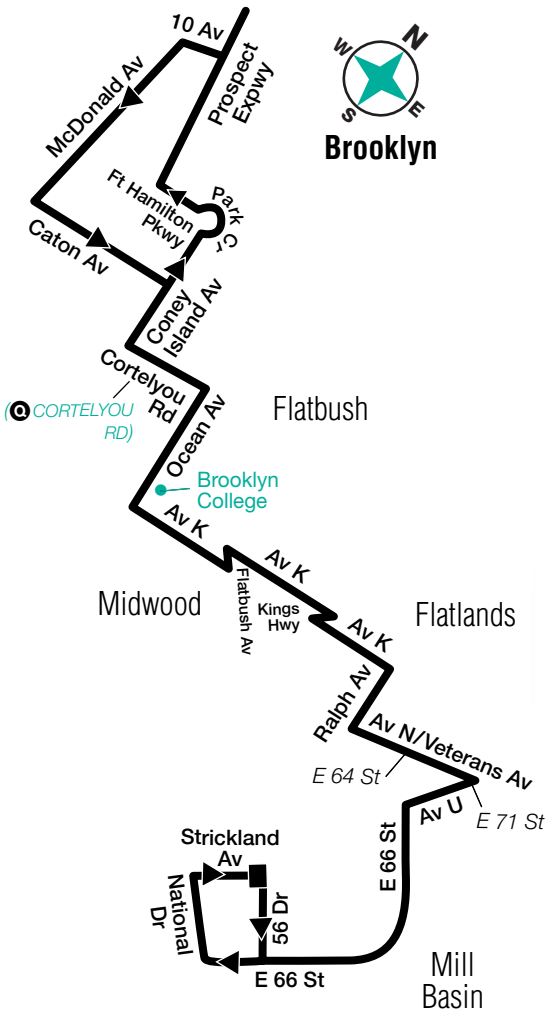 10 Av
N
W
S
E
Brooklyn
Prospect
Expwy
McDonald Av
Ft Hamilton
Pkwy
Park Cr
Caton Av
Coney
Island Av
Cortelyou
Rd
(Q CORTELYOU
RD)
Ocean Av
Flatbush
Brooklyn
College
Av K
Av K
Midwood
Flatbush Av
Kings
Hwy
Av K
Flatlands
Ralph Av
Av N/Veterans Av
E 64 St
Av U
E 71 St
E 66 St
Strickland
Av
National
Dr
56 Dr
E 66 St
Mill
Basin